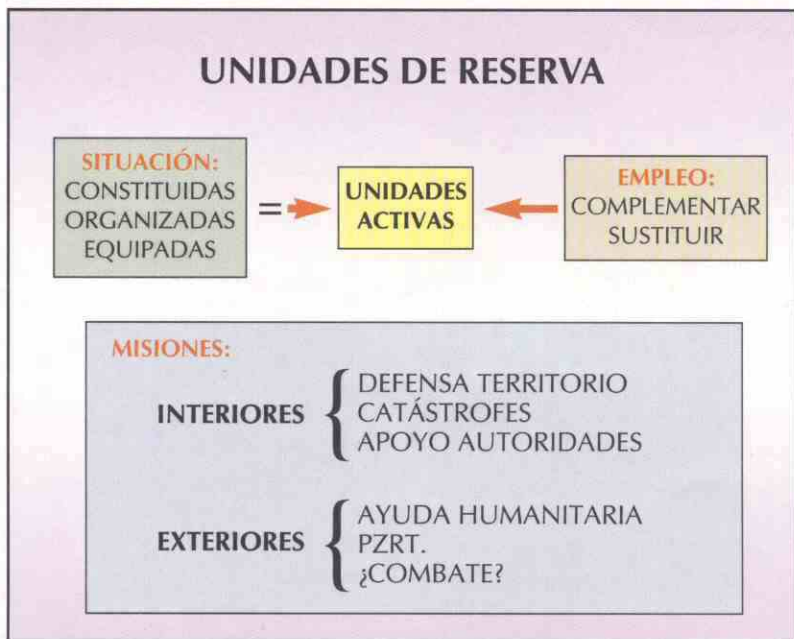 UNIDADES DE RESERVA
SITUACIÓN:
CONSTITUIDAS
ORGANIZADAS
EQUIPADAS
=
UNIDADES
ACTIVAS
EMPLEO:
COMPLEMENTAR
SUSTITUIR
MISIONES:
INTERIORES
DEFENSA TERRITORIO
CATÁSTROFES
APOYO AUTORIDADES
EXTERIORES
AYUDA HUMANITARIA
PZRT.
¿COMBATE?